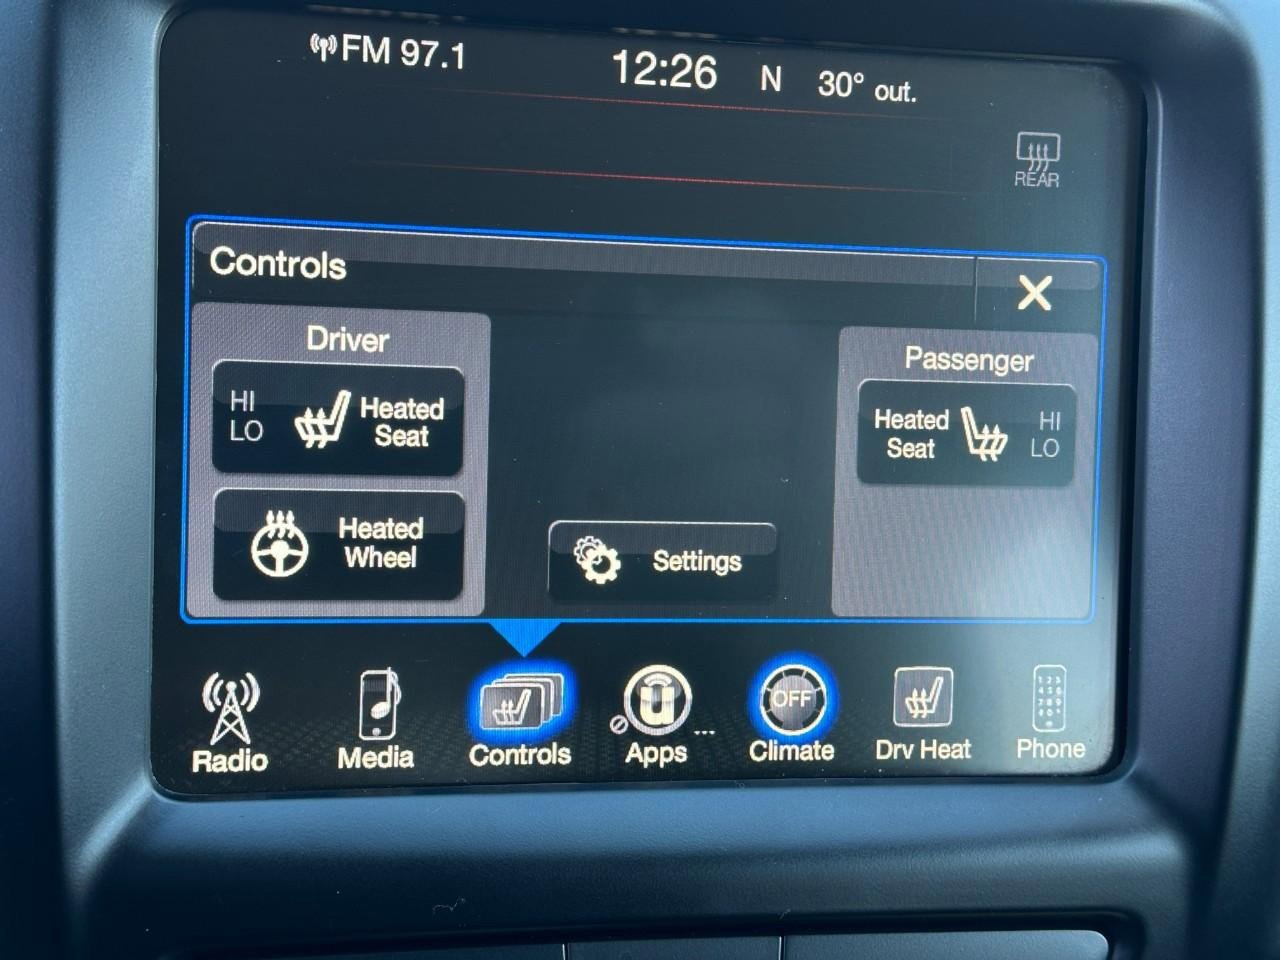 FM 97.1
12:26 N 30° out.
REAR
Controls
X
Driver
Passenger
HI
LO
Heated
Seat
Heated
Seat
HI
LO
Heated
Wheel
Settings
OFF
Radio
Media
Controls
Apps ...
Climate
Drv Heat
Phone